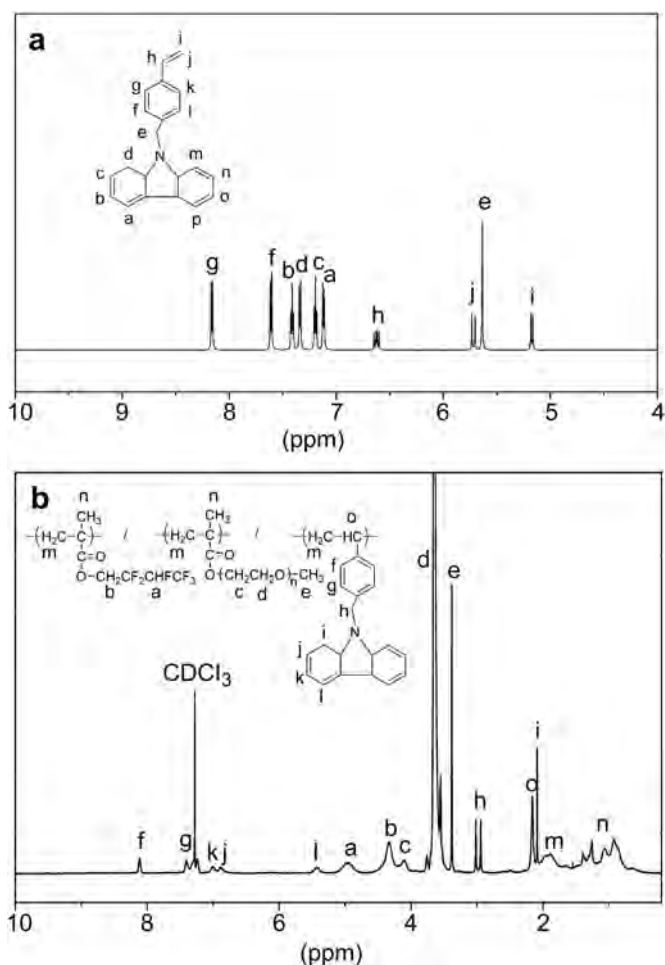 a
i
h j
g k
f l
e
N
d m
c n
b o
a p
g
f
b d c a
h
j e i
10 9 8 7 6 5 4
(ppm)
b
n n o
CH3 CH3
(H2C-C) / (H2C-C) / (H2C-CH)
m m m
C=O C=O f
O-CH2CF2CHFCF3 O(CH2CH2O)nCH3 g
b a c d e h
N
i
j
k
l
CDCl3
f g k j l a b c d e h o i m n
10 8 6 4 2
(ppm)